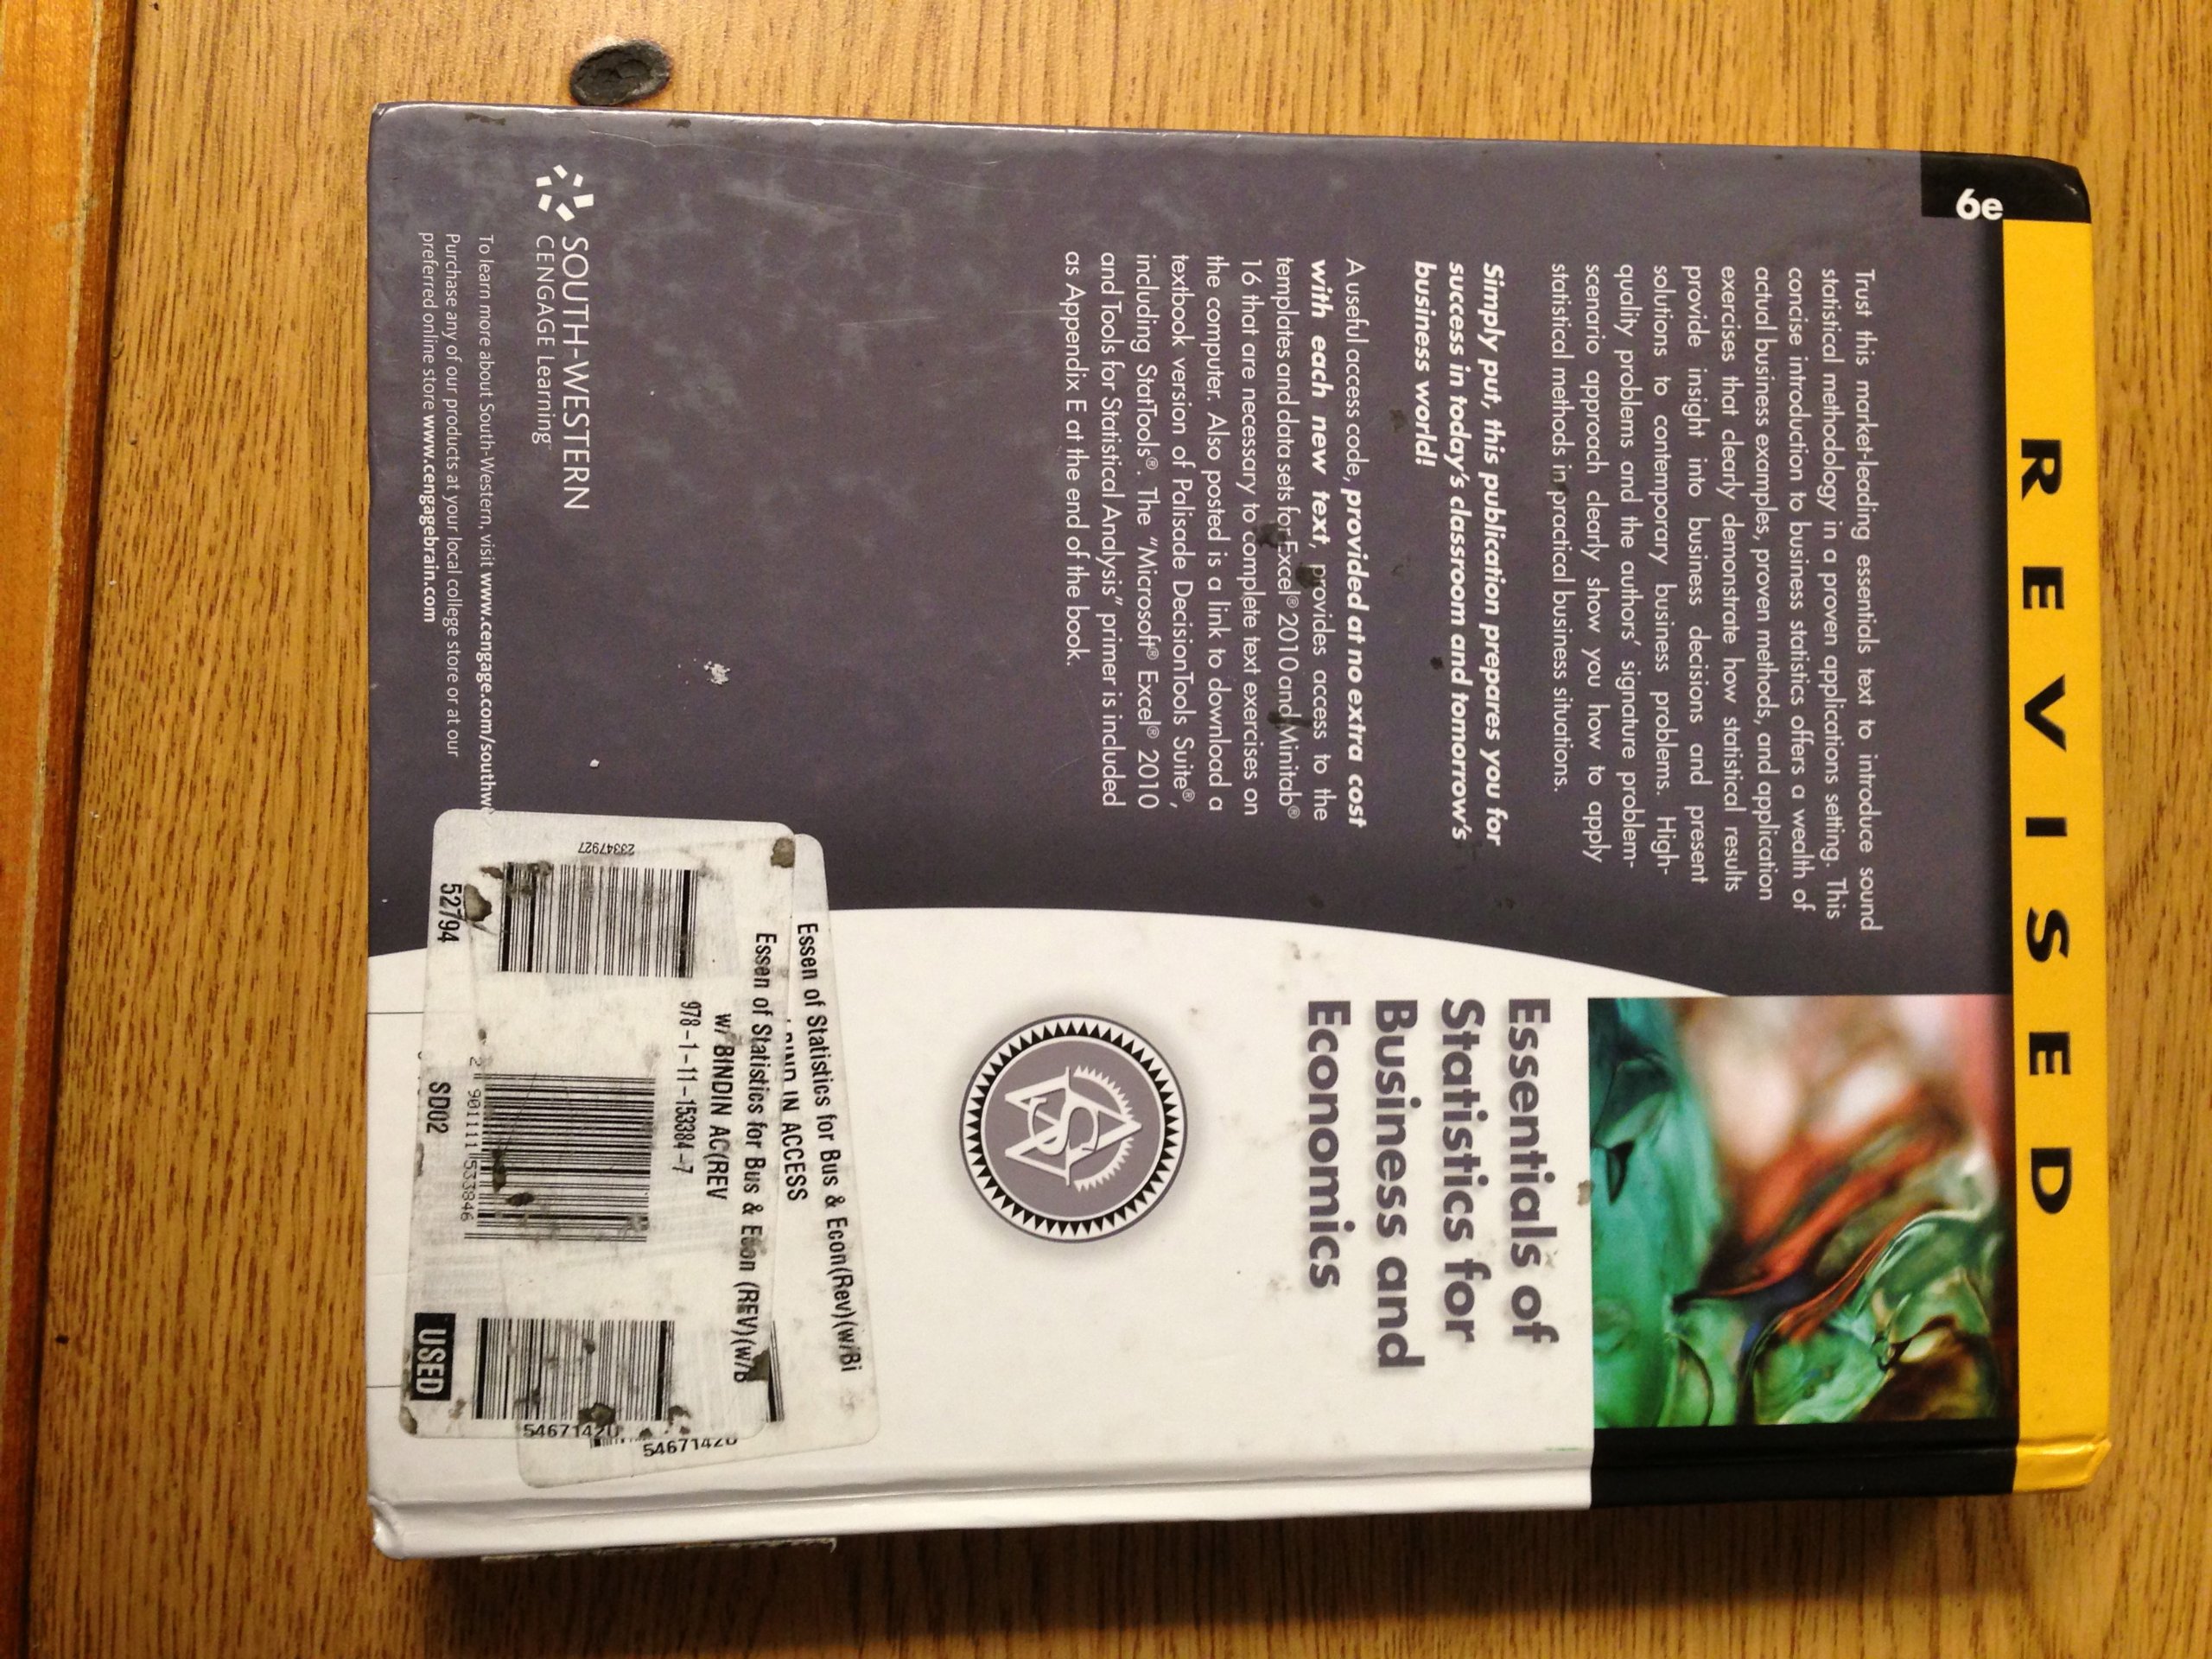 REVISED
6e
Trust this market-leading essentials text to introduce sound
statistical methodology in a proven applications setting. This
concise introduction to business statistics offers a wealth of
actual business examples, proven methods, and application
exercises that clearly demonstrate how statistical results
provide insight into business decisions and present
solutions to contemporary business problems. High-
quality problems and the authors' signature problem-
scenario approach clearly show you how to apply
statistical methods in practical business situations.
Simply put, this publication prepares you for
success in today's classroom and tomorrow's
business world!
A useful access code, provided at no extra cost
with each new text, provides access to the
templates and data sets for Excel® 2010 and Minitab®
16 that are necessary to complete text exercises on
the computer. Also posted is a link to download a
textbook version of Palisade DecisionTools Suite®,
including StatTools®. The "Microsoft® Excel® 2010
and Tools for Statistical Analysis" primer is included
as Appendix E at the end of the book.
SOUTH-WESTERN
CENGAGE Learning™
To learn more about South-Western, visit www.cengage.com/southw
Purchase any of our products at your local college store or at our
preferred online store www.cengagebrain.com
Essentials of
Statistics for
Business and
Economics
ASW
Essen of Statistics for Bus & Econ(Rev)(w/Bi
IN ACCESS
Essen of Statistics for Bus & Econ (REV)(w/B
w/ BINDIN AC(REV
978-1-11-153384-7
23347927
52794
2 901111 533846
SD02
USED
54671420
54671420